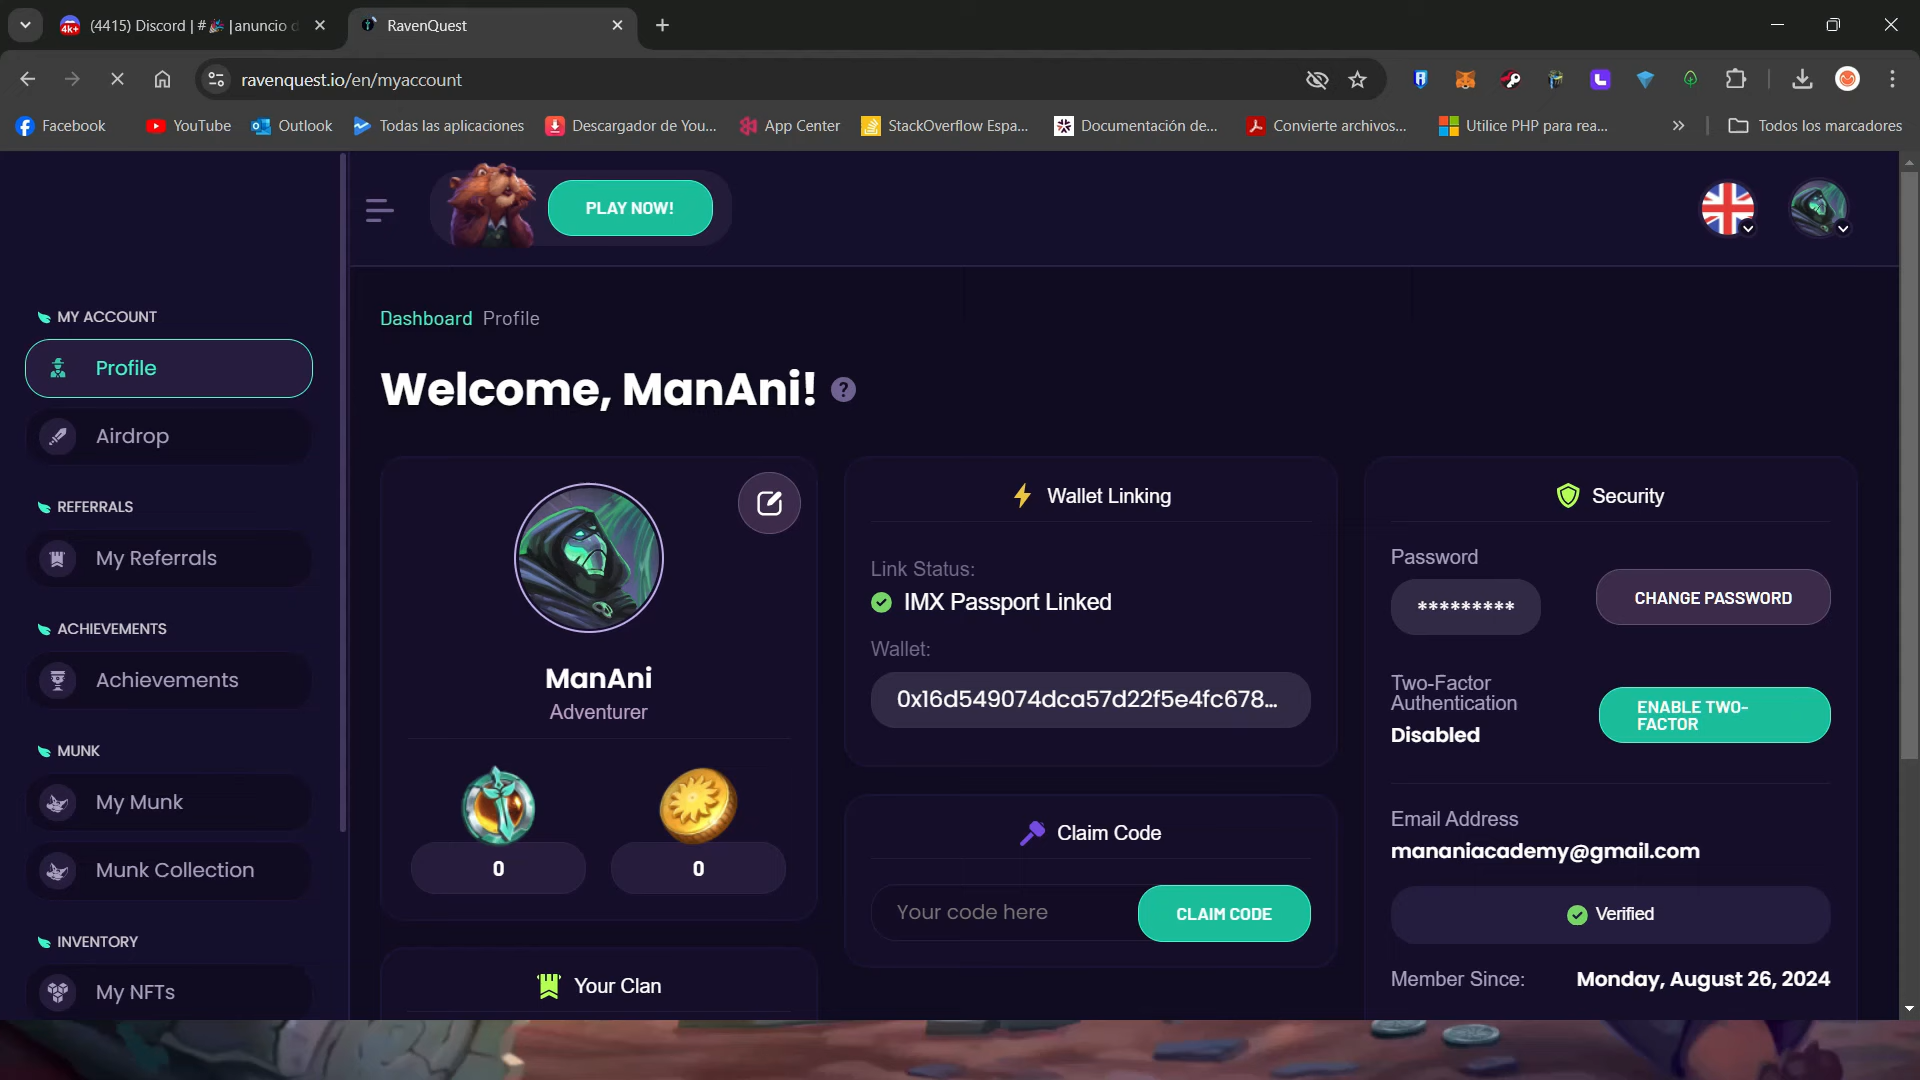 (4415) Discord | #🎉 |anuncio d
RavenQuest
4k+
ravenquest.io/en/myaccount
Facebook
YouTube
Outlook
Todas las aplicaciones
Descargador de You...
App Center
StackOverflow Espa...
Documentación de...
Convierte archivos...
Utilice PHP para rea...
Todos los marcadores
PLAY NOW!
MY ACCOUNT
Profile
Airdrop
REFERRALS
My Referrals
ACHIEVEMENTS
Achievements
MUNK
My Munk
Munk Collection
INVENTORY
My NFTs
Dashboard Profile
Welcome, ManAni!
?
ManAni
Adventurer
0
0
Your Clan
Wallet Linking
Link Status:
IMX Passport Linked
Wallet:
0x16d549074dca57d22f5e4fc678...
Claim Code
Your code here
CLAIM CODE
Security
Password
*********
CHANGE PASSWORD
Two-Factor
Authentication
Disabled
ENABLE TWO-
FACTOR
Email Address
mananiacademy@gmail.com
Verified
Member Since:
Monday, August 26, 2024